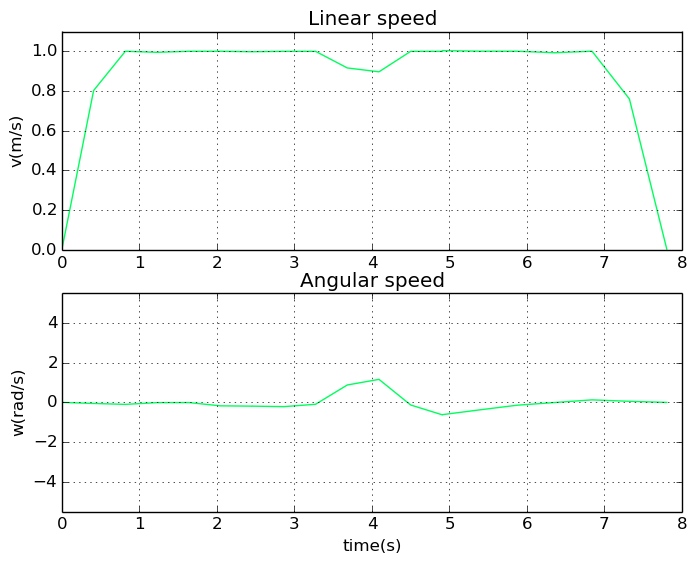 Linear speed
1.0
0.8
0.6
0.4
0.2
0.0
v(m/s)
0 1 2 3 4 5 6 7 8
Angular speed
4
2
0
−2
−4
w(rad/s)
0 1 2 3 4 5 6 7 8
time(s)